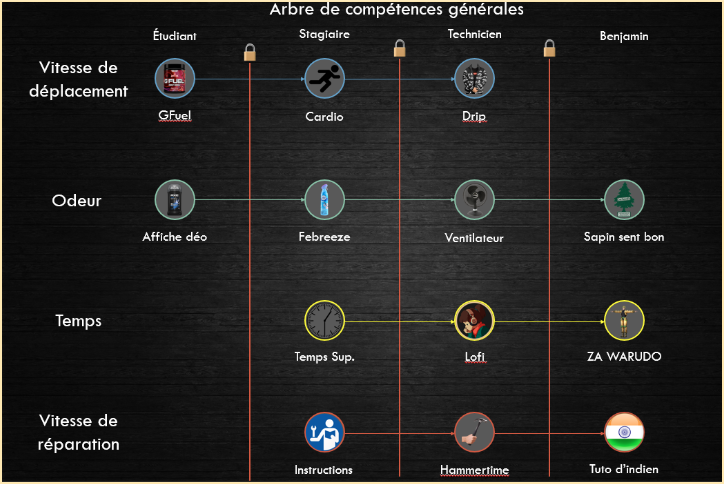 Arbre de compétences générales
Étudiant
Stagiaire
Technicien
Benjamin
Vitesse de
déplacement
GFUEL
GFuel
Cardio
Drip
Odeur
Affiche déo
Febreeze
Ventilateur
Sapin sent bon
Temps
Temps Sup.
Lofi
ZA WARUDO
Vitesse de
réparation
Instructions
Hammertime
Tuto d'indien